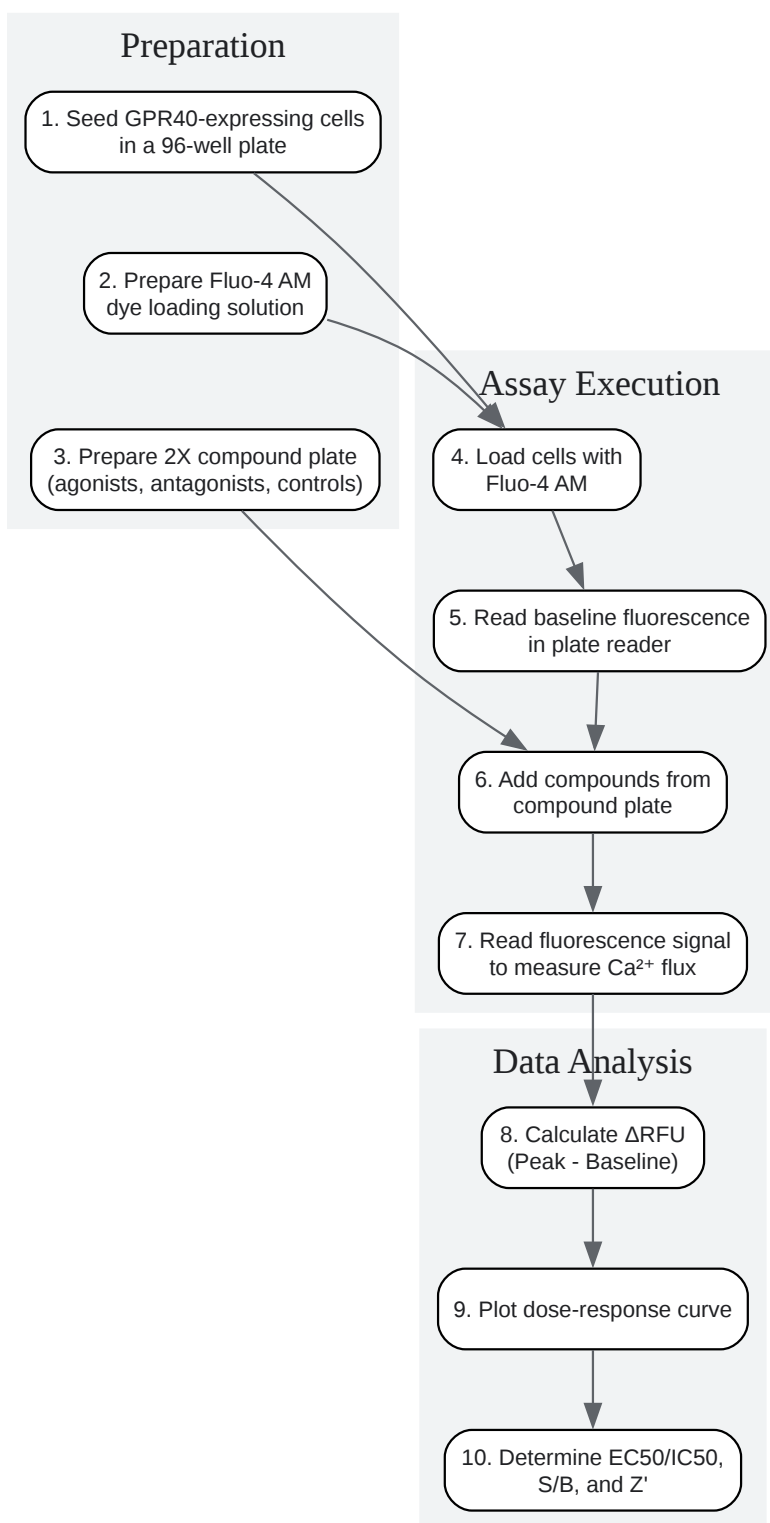 Preparation
1. Seed GPR40-expressing cells
in a 96-well plate
2. Prepare Fluo-4 AM
dye loading solution
3. Prepare 2X compound plate
(agonists, antagonists, controls)
Assay Execution
4. Load cells with
Fluo-4 AM
5. Read baseline fluorescence
in plate reader
6. Add compounds from
compound plate
7. Read fluorescence signal
to measure Ca²⁺ flux
Data Analysis
8. Calculate ΔRFU
(Peak - Baseline)
9. Plot dose-response curve
10. Determine EC50/IC50,
S/B, and Z'